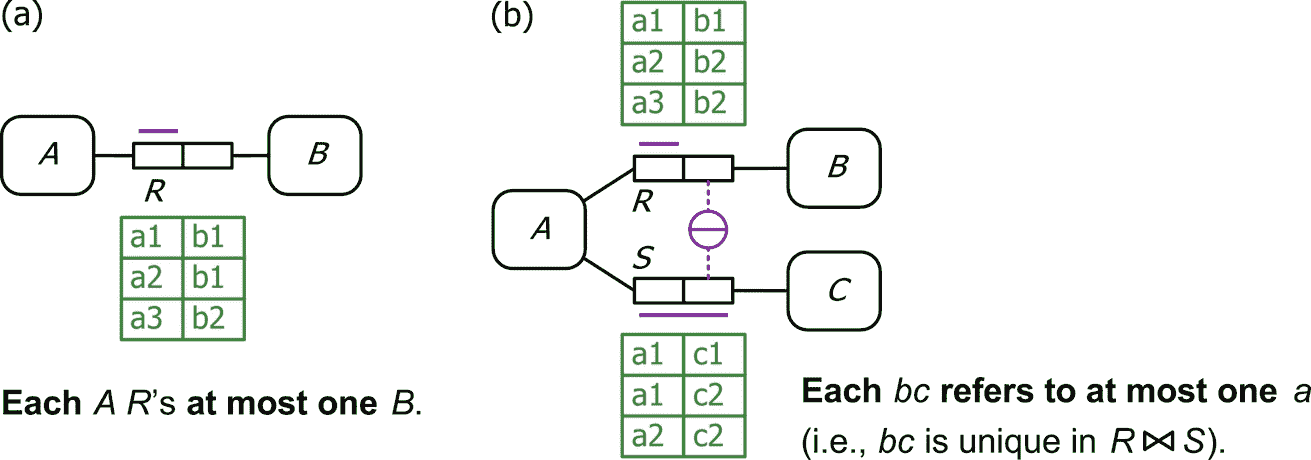 (a)
A
B
R
a1 b1
a2 b1
a3 b2
Each A R's at most one B.
(b)
a1 b1
a2 b2
a3 b2
A
R
B
S
C
a1 c1
a1 c2
a2 c2
Each bc refers to at most one a
(i.e., bc is unique in R ⋈ S).